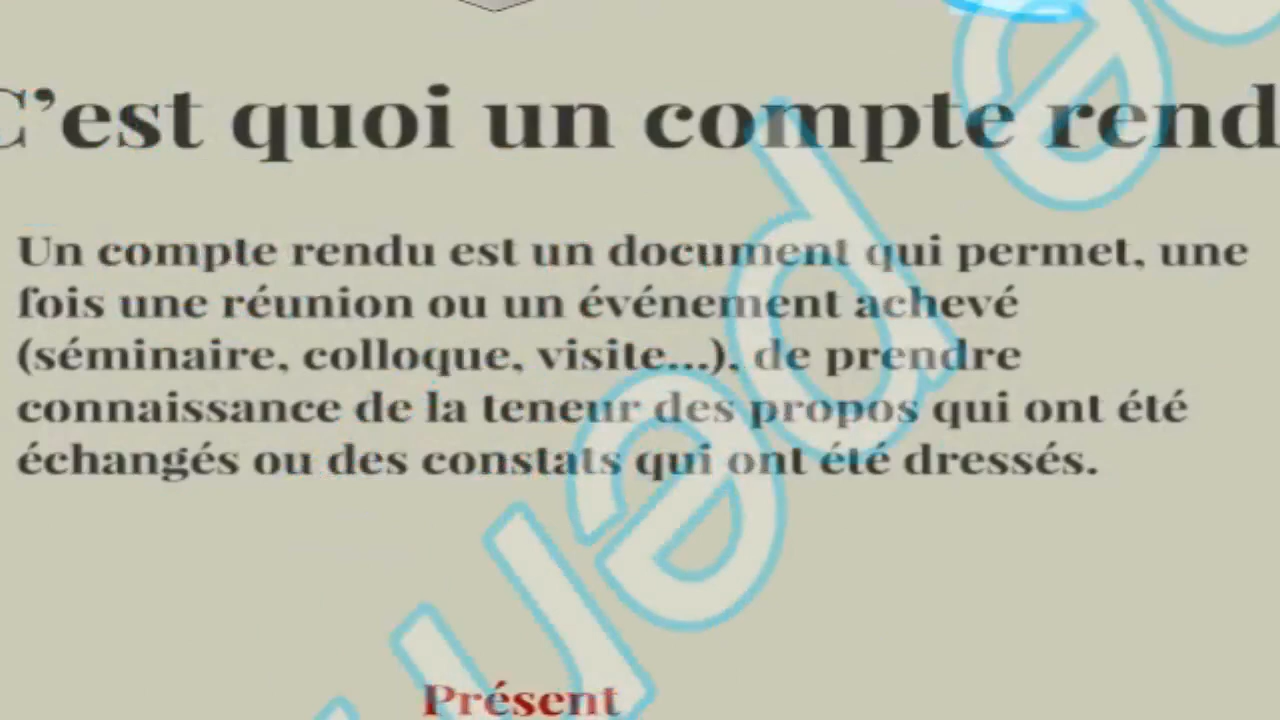 C'est quoi un compte rend
Un compte rendu est un document qui permet, une
fois une réunion ou un événement achevé
(séminaire, colloque, visite...), de prendre
connaissance de la teneur des propos qui ont été
échangés ou des constats qui ont été dressés.
Présent